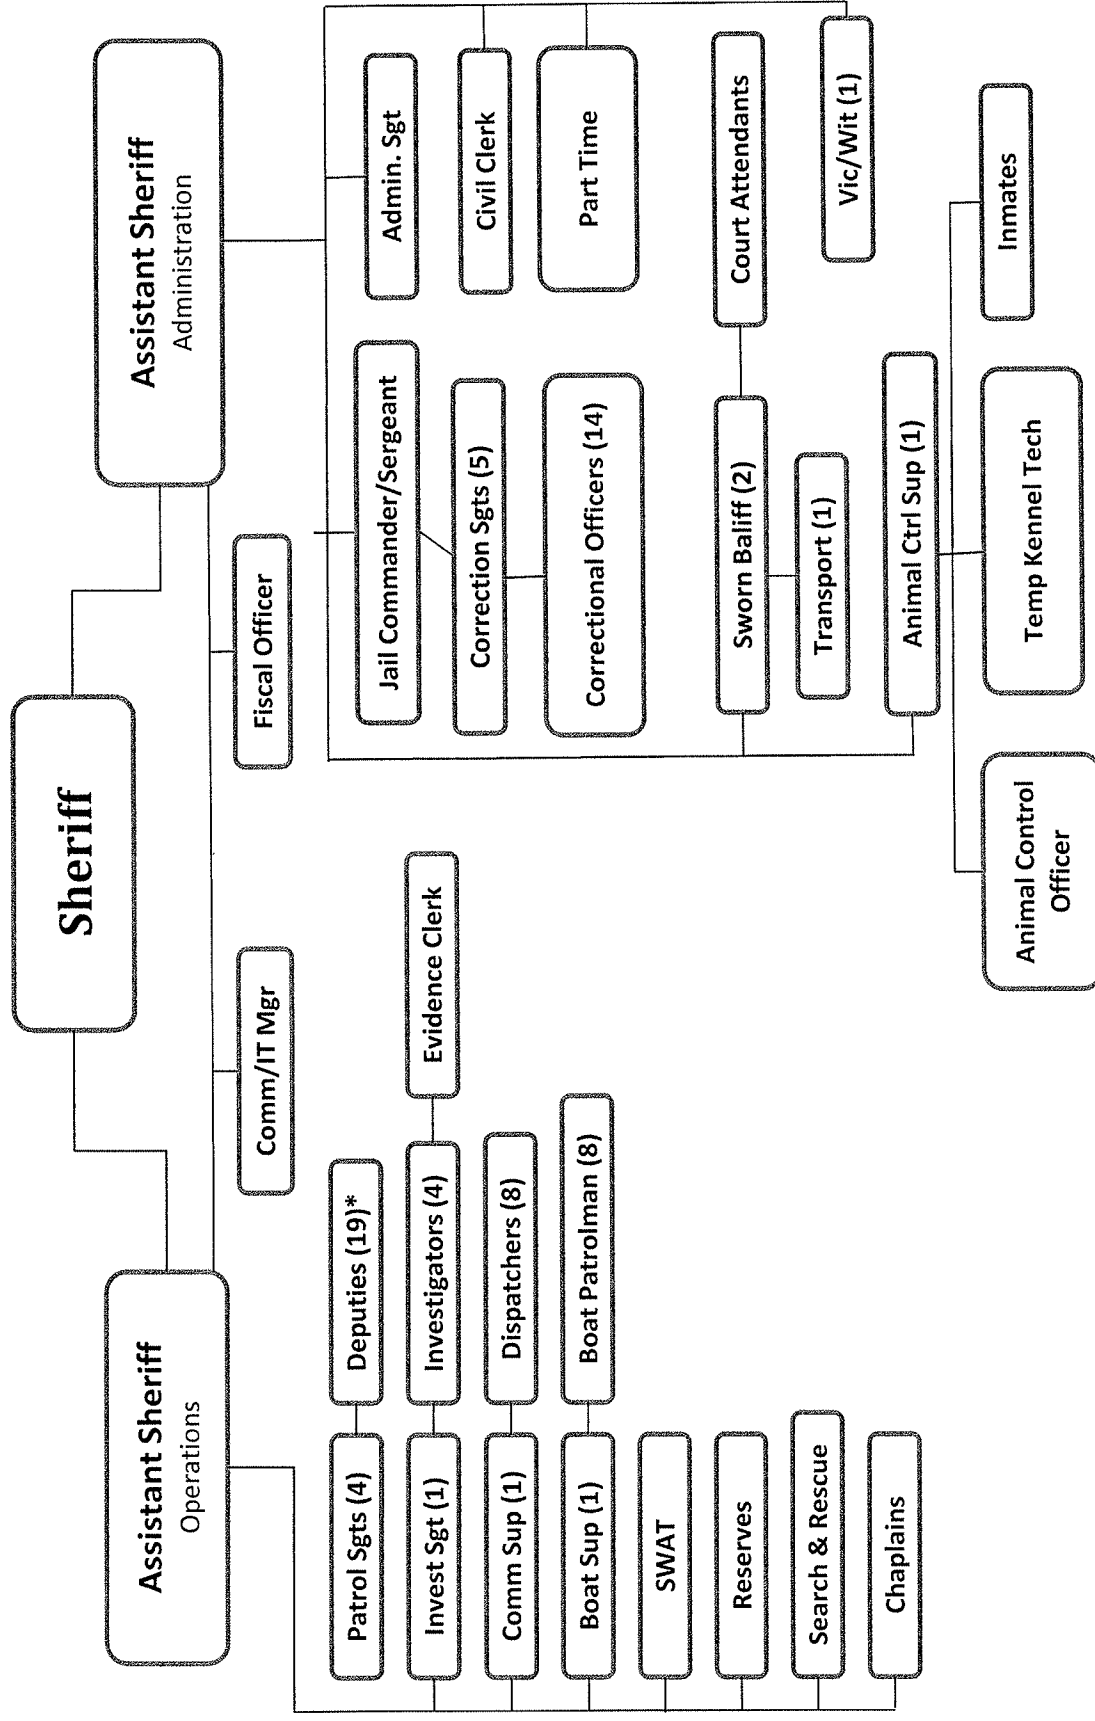 Sheriff
Assistant Sheriff
Operations
Assistant Sheriff
Administration
Comm/IT Mgr
Fiscal Officer
Patrol Sgts (4)
Deputies (19)*
Invest Sgt (1)
Investigators (4)
Evidence Clerk
Comm Sup (1)
Dispatchers (8)
Boat Sup (1)
Boat Patrolman (8)
SWAT
Reserves
Search & Rescue
Chaplains
Jail Commander/Sergeant
Admin. Sgt
Correction Sgts (5)
Civil Clerk
Correctional Officers (14)
Part Time
Sworn Baliff (2)
Court Attendants
Transport (1)
Vic/Wit (1)
Animal Ctrl Sup (1)
Animal Control
Officer
Temp Kennel Tech
Inmates